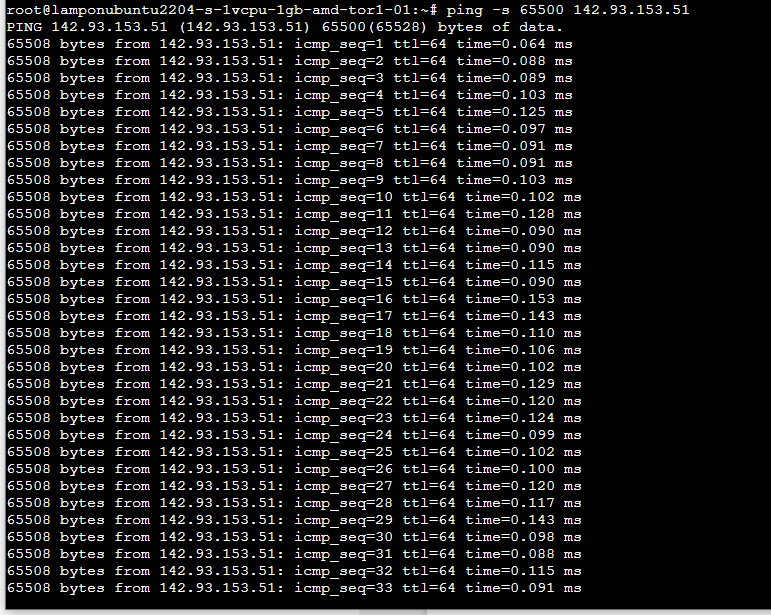 root@lamponubuntu2204-s-1vcpu-1gb-amd-tor1-01:~# ping -s 65500 142.93.153.51
PING 142.93.153.51 (142.93.153.51) 65500(65528) bytes of data.
65508 bytes from 142.93.153.51: icmp_seq=1 ttl=64 time=0.064 ms
65508 bytes from 142.93.153.51: icmp_seq=2 ttl=64 time=0.088 ms
65508 bytes from 142.93.153.51: icmp_seq=3 ttl=64 time=0.089 ms
65508 bytes from 142.93.153.51: icmp_seq=4 ttl=64 time=0.103 ms
65508 bytes from 142.93.153.51: icmp_seq=5 ttl=64 time=0.125 ms
65508 bytes from 142.93.153.51: icmp_seq=6 ttl=64 time=0.097 ms
65508 bytes from 142.93.153.51: icmp_seq=7 ttl=64 time=0.091 ms
65508 bytes from 142.93.153.51: icmp_seq=8 ttl=64 time=0.091 ms
65508 bytes from 142.93.153.51: icmp_seq=9 ttl=64 time=0.103 ms
65508 bytes from 142.93.153.51: icmp_seq=10 ttl=64 time=0.102 ms
65508 bytes from 142.93.153.51: icmp_seq=11 ttl=64 time=0.128 ms
65508 bytes from 142.93.153.51: icmp_seq=12 ttl=64 time=0.090 ms
65508 bytes from 142.93.153.51: icmp_seq=13 ttl=64 time=0.090 ms
65508 bytes from 142.93.153.51: icmp_seq=14 ttl=64 time=0.115 ms
65508 bytes from 142.93.153.51: icmp_seq=15 ttl=64 time=0.090 ms
65508 bytes from 142.93.153.51: icmp_seq=16 ttl=64 time=0.153 ms
65508 bytes from 142.93.153.51: icmp_seq=17 ttl=64 time=0.143 ms
65508 bytes from 142.93.153.51: icmp_seq=18 ttl=64 time=0.110 ms
65508 bytes from 142.93.153.51: icmp_seq=19 ttl=64 time=0.106 ms
65508 bytes from 142.93.153.51: icmp_seq=20 ttl=64 time=0.102 ms
65508 bytes from 142.93.153.51: icmp_seq=21 ttl=64 time=0.129 ms
65508 bytes from 142.93.153.51: icmp_seq=22 ttl=64 time=0.120 ms
65508 bytes from 142.93.153.51: icmp_seq=23 ttl=64 time=0.124 ms
65508 bytes from 142.93.153.51: icmp_seq=24 ttl=64 time=0.099 ms
65508 bytes from 142.93.153.51: icmp_seq=25 ttl=64 time=0.102 ms
65508 bytes from 142.93.153.51: icmp_seq=26 ttl=64 time=0.100 ms
65508 bytes from 142.93.153.51: icmp_seq=27 ttl=64 time=0.120 ms
65508 bytes from 142.93.153.51: icmp_seq=28 ttl=64 time=0.117 ms
65508 bytes from 142.93.153.51: icmp_seq=29 ttl=64 time=0.143 ms
65508 bytes from 142.93.153.51: icmp_seq=30 ttl=64 time=0.098 ms
65508 bytes from 142.93.153.51: icmp_seq=31 ttl=64 time=0.088 ms
65508 bytes from 142.93.153.51: icmp_seq=32 ttl=64 time=0.115 ms
65508 bytes from 142.93.153.51: icmp_seq=33 ttl=64 time=0.091 ms